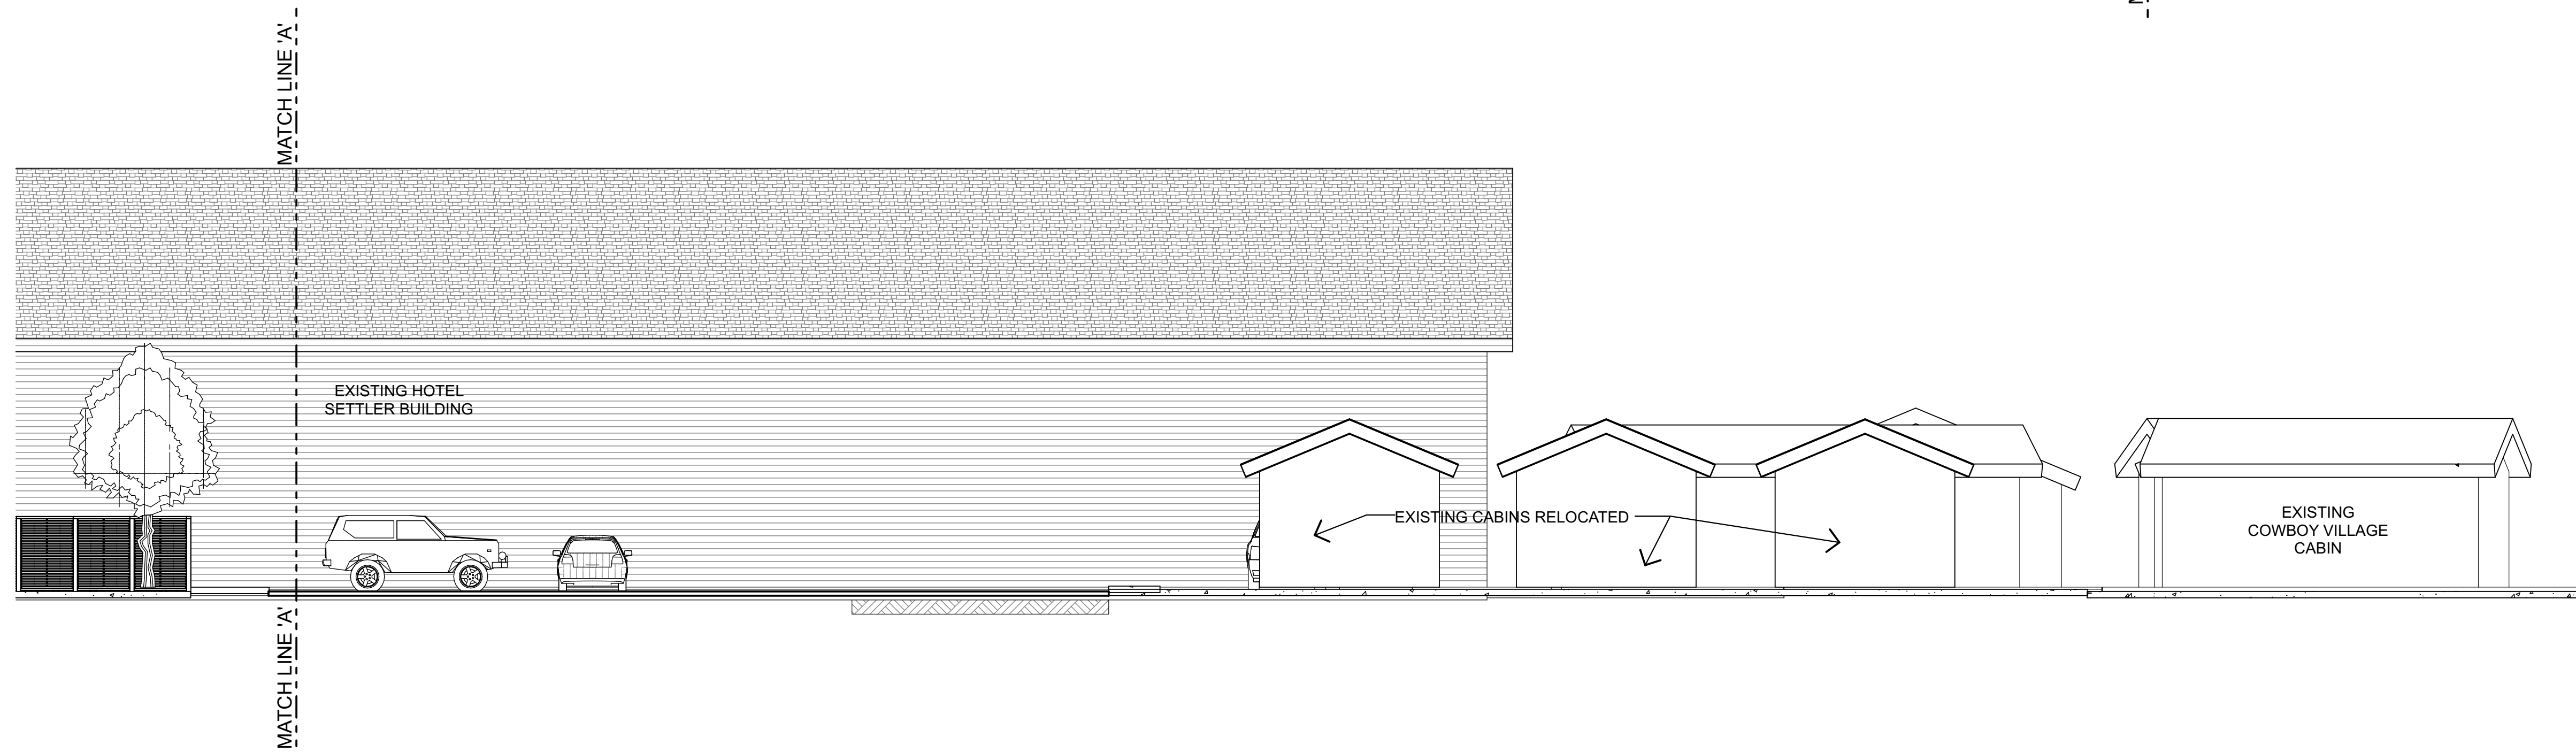 MATCH LINE 'A'
EXISTING HOTEL
SETTLER BUILDING
EXISTING CABINS RELOCATED
EXISTING
COWBOY VILLAGE
CABIN
MATCH LINE 'A'